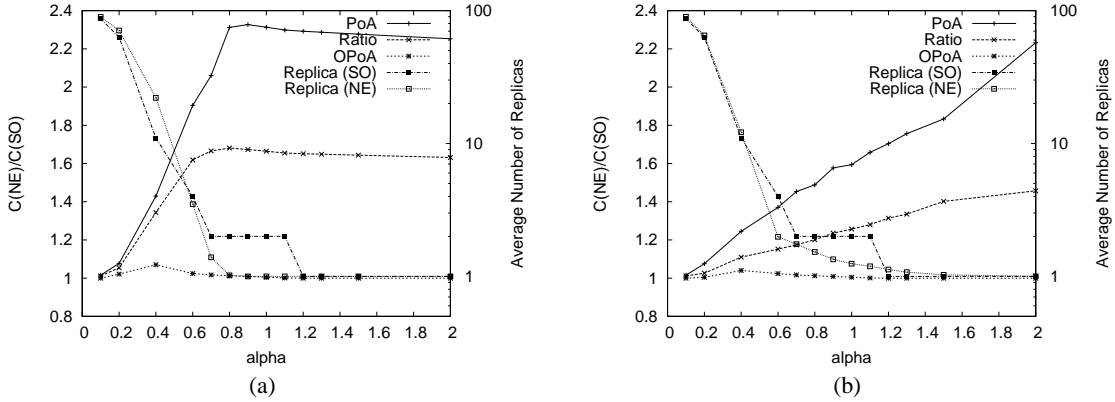 2.4
2.2
2
1.8
1.6
1.4
1.2
1
0.8
C(NE)/C(SO)
0 0.2 0.4 0.6 0.8 1 1.2 1.4 1.6 1.8 2
alpha
100
10
1
Average Number of Replicas
PoA
Ratio
OPoA
Replica (SO)
Replica (NE)
(a)
2.4
2.2
2
1.8
1.6
1.4
1.2
1
0.8
C(NE)/C(SO)
0 0.2 0.4 0.6 0.8 1 1.2 1.4 1.6 1.8 2
alpha
100
10
1
Average Number of Replicas
PoA
Ratio
OPoA
Replica (SO)
Replica (NE)
(b)